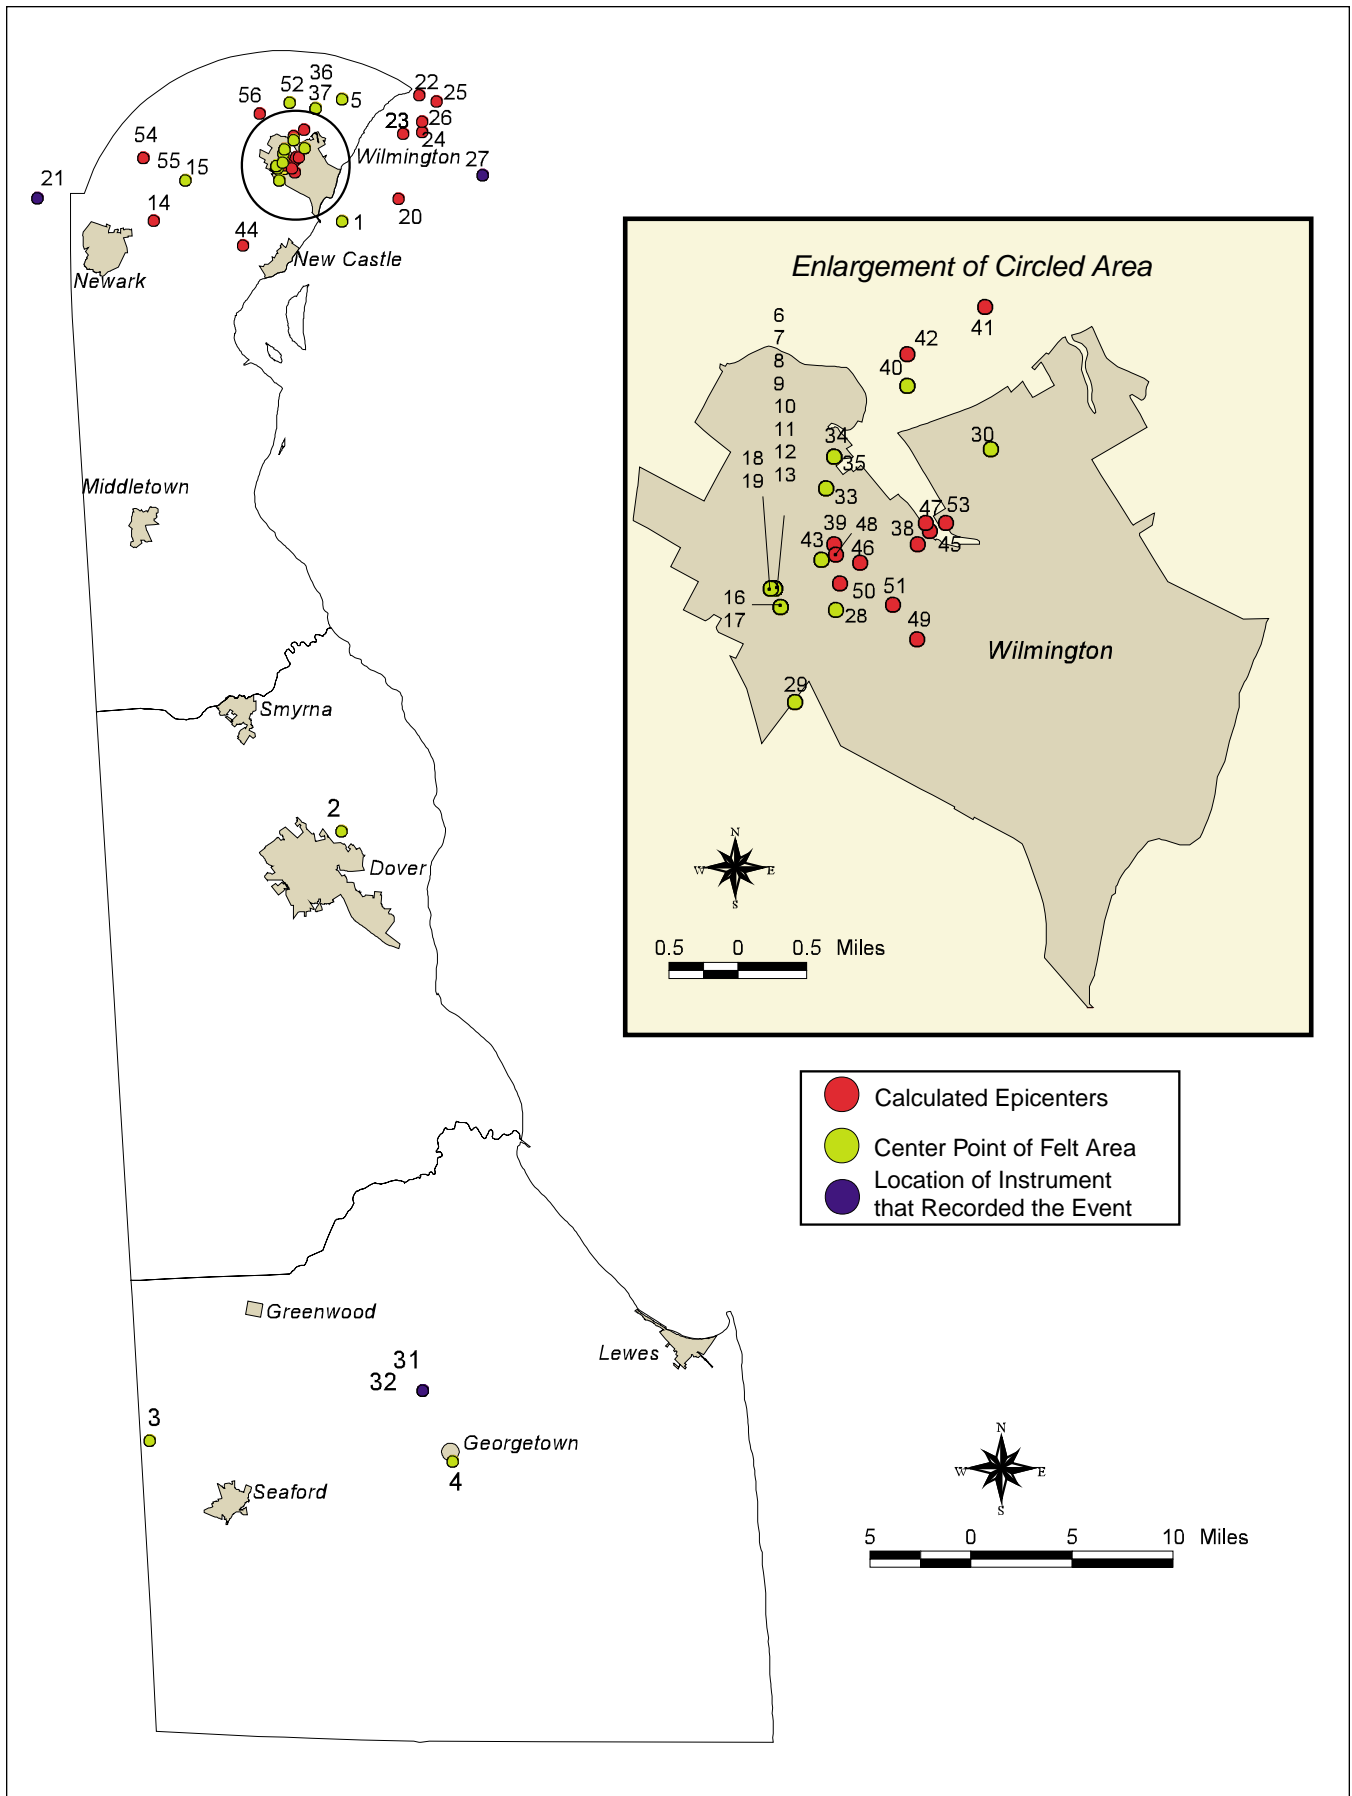 36
52
37
5
22
25
56
26
23
24
54
Wilmington
55
15
27
21
14
20
1
44
New Castle
Newark
Middletown
Smyrna
2
Dover
Greenwood
Lewes
31
32
3
Georgetown
4
Seaford
Enlargement of Circled Area
6
7
8
9
10
11
12
13
18
19
41
42
40
34
35
30
33
47
53
39
48
38
45
43
46
50
51
16
17
28
49
Wilmington
29
N
W
E
S
0.5 0 0.5 Miles
Calculated Epicenters
Center Point of Felt Area
Location of Instrument
that Recorded the Event
N
W
E
S
5 0 5 10 Miles